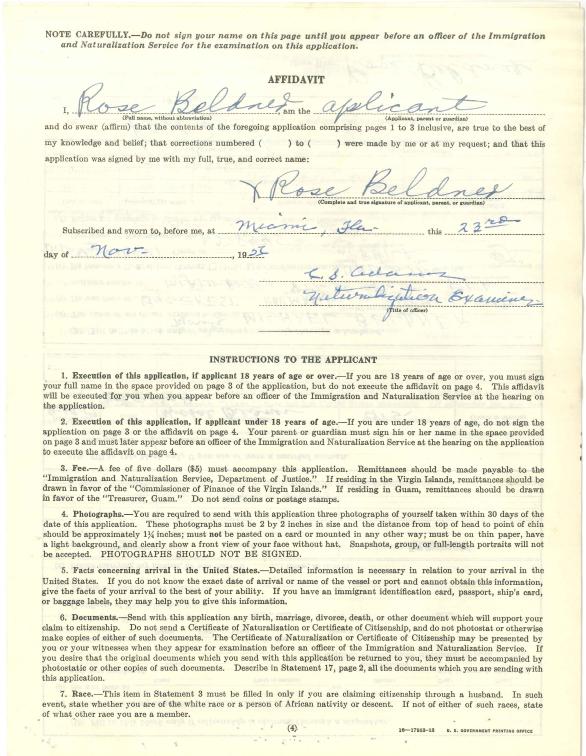 NOTE CAREFULLY.—Do not sign your name on this page until you appear before an officer of the Immigration
and Naturalization Service for the examination on this application.
AFFIDAVIT
I, Rose Beldner, am the aplicant
(Full name, without abbreviation) (Applicant, parent or guardian)
and do swear (affirm) that the contents of the foregoing application comprising pages 1 to 3 inclusive, are true to the best of
my knowledge and belief; that corrections numbered ( ) to ( ) were made by me or at my request; and that this
application was signed by me with my full, true, and correct name:
X Rose Beldner
(Complete and true signature of applicant, parent, or guardian)
Subscribed and sworn to, before me, at Miami, Fla. this 23rd
day of Nov-, 19
Adams
Naturalization Examiner
(Title of officer)
INSTRUCTIONS TO THE APPLICANT
1. Execution of this application, if applicant 18 years of age or over.—If you are 18 years of age or over, you must sign
your full name in the space provided on page 3 of the application, but do not execute the affidavit on page 4. This affidavit
will be executed for you when you appear before an officer of the Immigration and Naturalization Service at the hearing on
the application.
2. Execution of this application, if applicant under 18 years of age.—If you are under 18 years of age, do not sign the
application on page 3 or the affidavit on page 4. Your parent or guardian must sign his or her name in the space provided
on page 3 and must later appear before an officer of the Immigration and Naturalization Service at the hearing on the application
to execute the affidavit on page 4.
3. Fee.—A fee of five dollars ($5) must accompany this application. Remittances should be made payable to the
"Immigration and Naturalization Service, Department of Justice." If residing in the Virgin Islands, remittances should be
drawn in favor of the "Commissioner of Finance of the Virgin Islands." If residing in Guam, remittances should be drawn
in favor of the "Treasurer, Guam." Do not send coins or postage stamps.
4. Photographs.—You are required to send with this application three photographs of yourself taken within 30 days of the
date of this application. These photographs must be 2 by 2 inches in size and the distance from top of head to point of chin
should be approximately 1¼ inches; must not be pasted on a card or mounted in any other way; must be on thin paper, have
a light background, and clearly show a front view of your face without hat. Snapshots, group, or full-length portraits will not
be accepted. PHOTOGRAPHS SHOULD NOT BE SIGNED.
5. Facts concerning arrival in the United States.—Detailed information is necessary in relation to your arrival in the
United States. If you do not know the exact date of arrival or name of the vessel or port and cannot obtain this information,
give the facts of your arrival to the best of your ability. If you have an immigrant identification card, passport, ship's card,
or baggage labels, they may help you to give this information.
6. Documents.—Send with this application any birth, marriage, divorce, death, or other document which will support your
claim to citizenship. Do not send a Certificate of Naturalization or Certificate of Citizenship, and do not photostat or otherwise
make copies of either of such documents. The Certificate of Naturalization or Certificate of Citizenship may be presented by
you or your witnesses when they appear for examination before an officer of the Immigration and Naturalization Service. If
you desire that the original documents which you send with this application be returned to you, they must be accompanied by
photostatic or other copies of such documents. Describe in Statement 17, page 2, all the documents which you are sending with
this application.
7. Race.—This item in Statement 3 must be filled in only if you are claiming citizenship through a husband. In such
event, state whether you are of the white race or a person of African nativity or descent. If not of either of such races, state
of what other race you are a member.
(4) U. S. GOVERNMENT PRINTING OFFICE